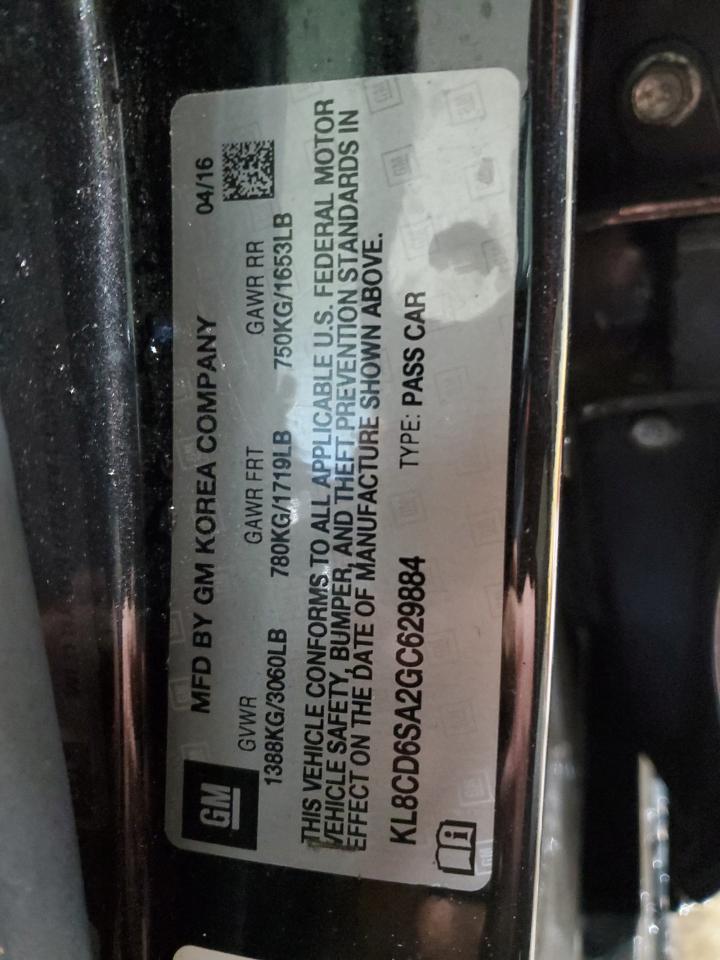 GM
MFD BY GM KOREA COMPANY 04/16
GVWR GAWR FRT GAWR RR
1388KG/3060LB 780KG/1719LB 750KG/1653LB
THIS VEHICLE CONFORMS TO ALL APPLICABLE U.S. FEDERAL MOTOR
VEHICLE SAFETY, BUMPER, AND THEFT PREVENTION STANDARDS IN
EFFECT ON THE DATE OF MANUFACTURE SHOWN ABOVE.
KL8CD6SA2GC629884 TYPE: PASS CAR